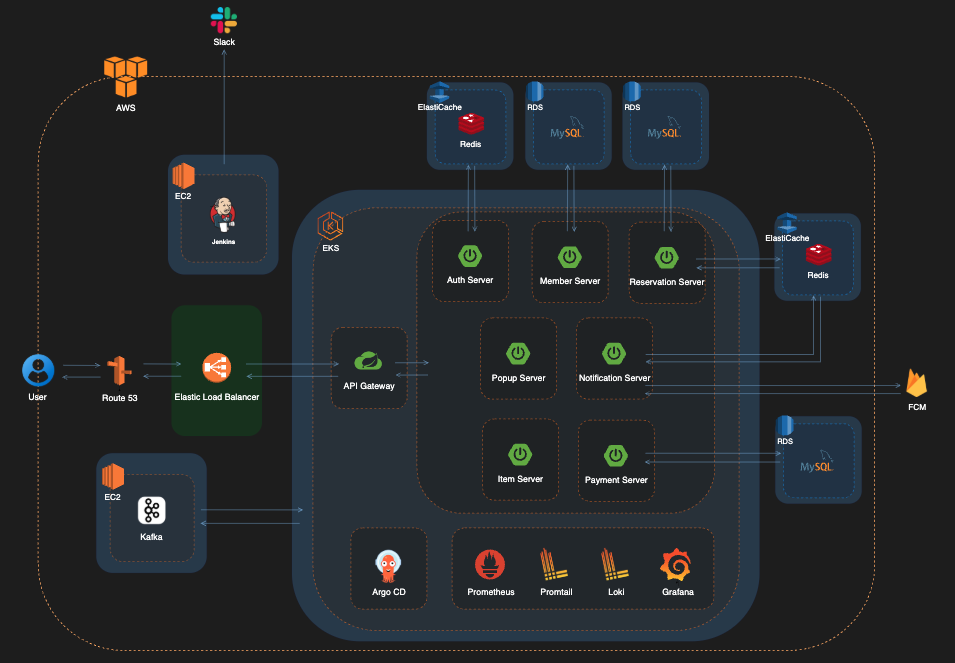 Slack
AWS
ElastiCache
Redis
RDS
MySQL
RDS
MySQL
EC2
Jenkins
EKS
Auth Server
Member Server
Reservation Server
ElastiCache
Redis
User
Route 53
Elastic Load Balancer
API Gateway
Popup Server
Notification Server
FCM
EC2
Kafka
Item Server
Payment Server
RDS
MySQL
Argo CD
Prometheus
Promtail
Loki
Grafana